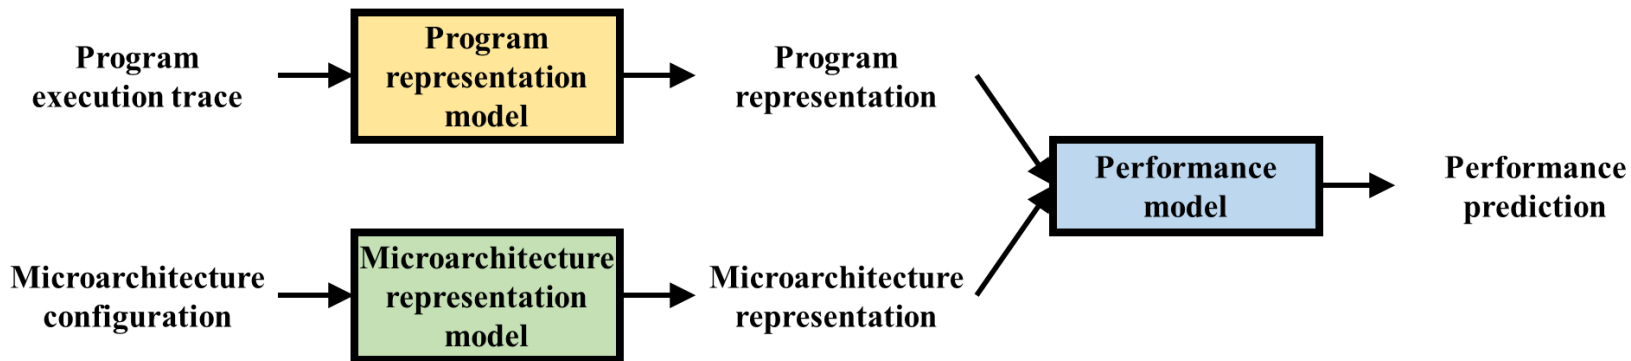 Program
execution trace
Program
representation
model
Program
representation
Microarchitecture
configuration
Microarchitecture
representation
model
Microarchitecture
representation
Performance
model
Performance
prediction